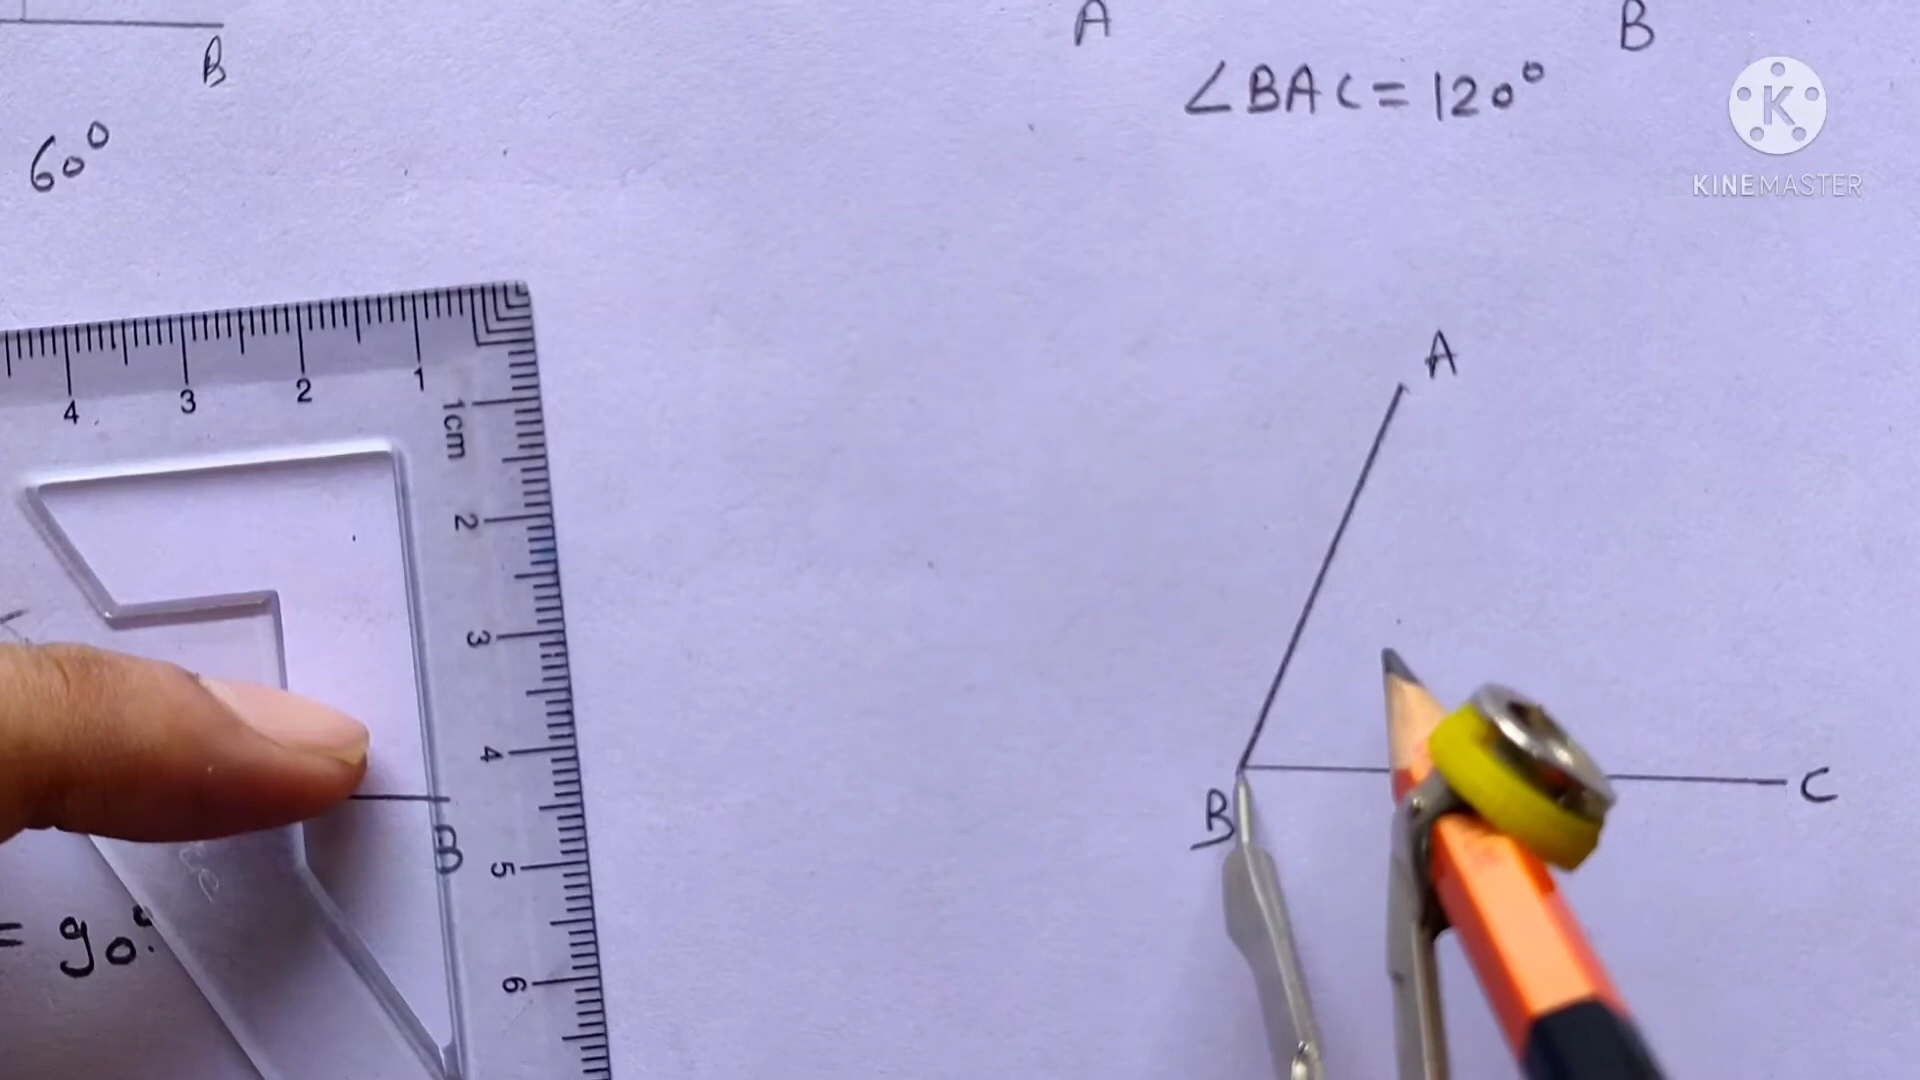 B
60°
A B
∠BAC = 120°
KINEMASTER
4 3 2 1
1cm
2
3
4
5
6
B
= 90°.
A
B
C